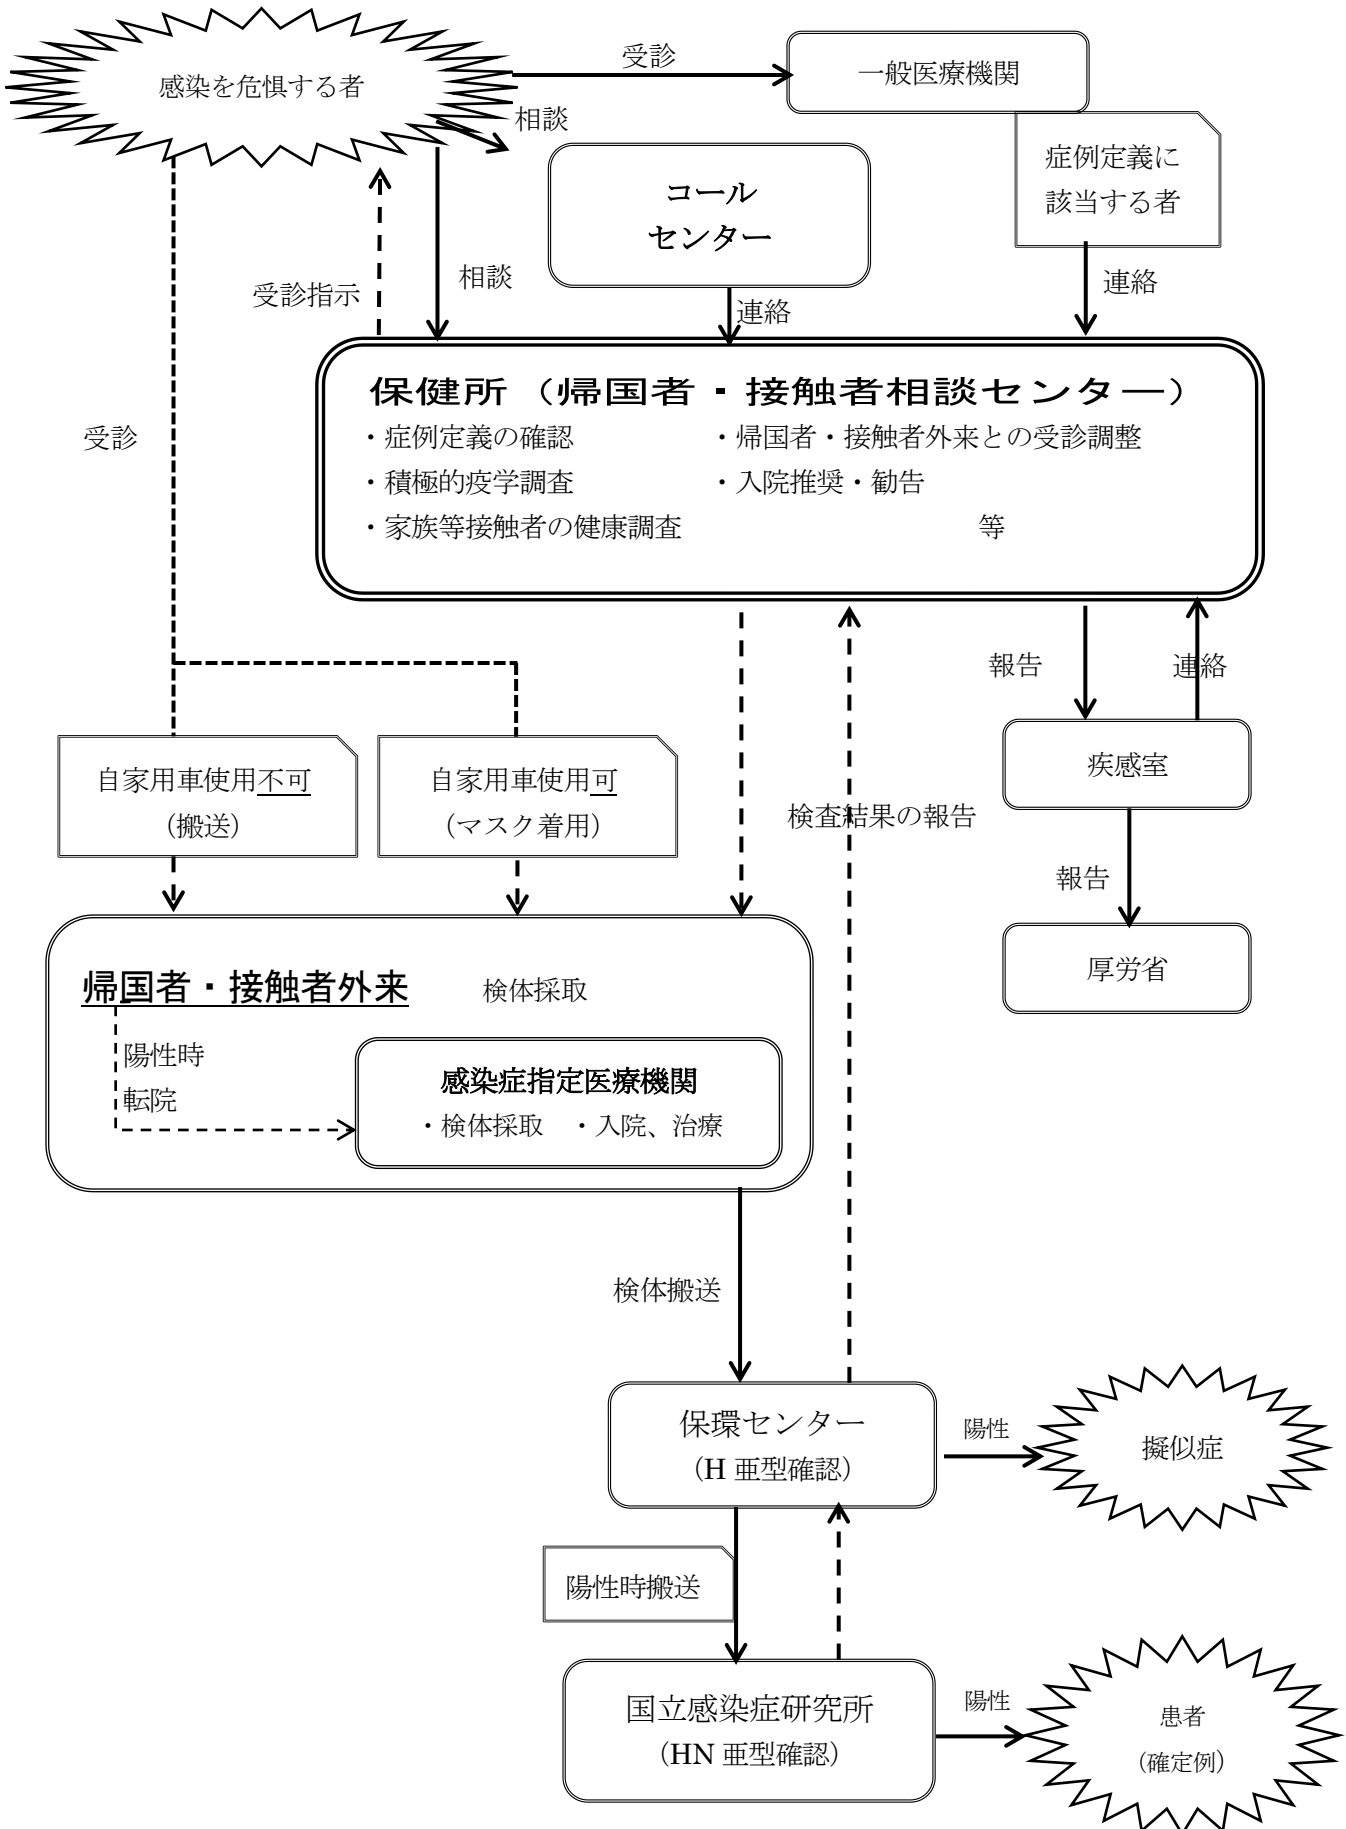 感染を危惧する者
受診
一般医療機関
相談
症例定義に
該当する者
コール
センター
相談
受診指示
連絡
連絡
保健所（帰国者・接触者相談センター）
・症例定義の確認　・帰国者・接触者外来との受診調整
・積極的疫学調査　・入院推奨・勧告
・家族等接触者の健康調査　等
受診
報告
連絡
疾感室
自家用車使用不可
（搬送）
自家用車使用可
（マスク着用）
検査結果の報告
報告
厚労省
帰国者・接触者外来　検体採取
陽性時
転院
感染症指定医療機関
・検体採取　・入院、治療
検体搬送
保環センター
（H 亜型確認）
陽性
擬似症
陽性時搬送
国立感染症研究所
（HN 亜型確認）
陽性
患者
（確定例）